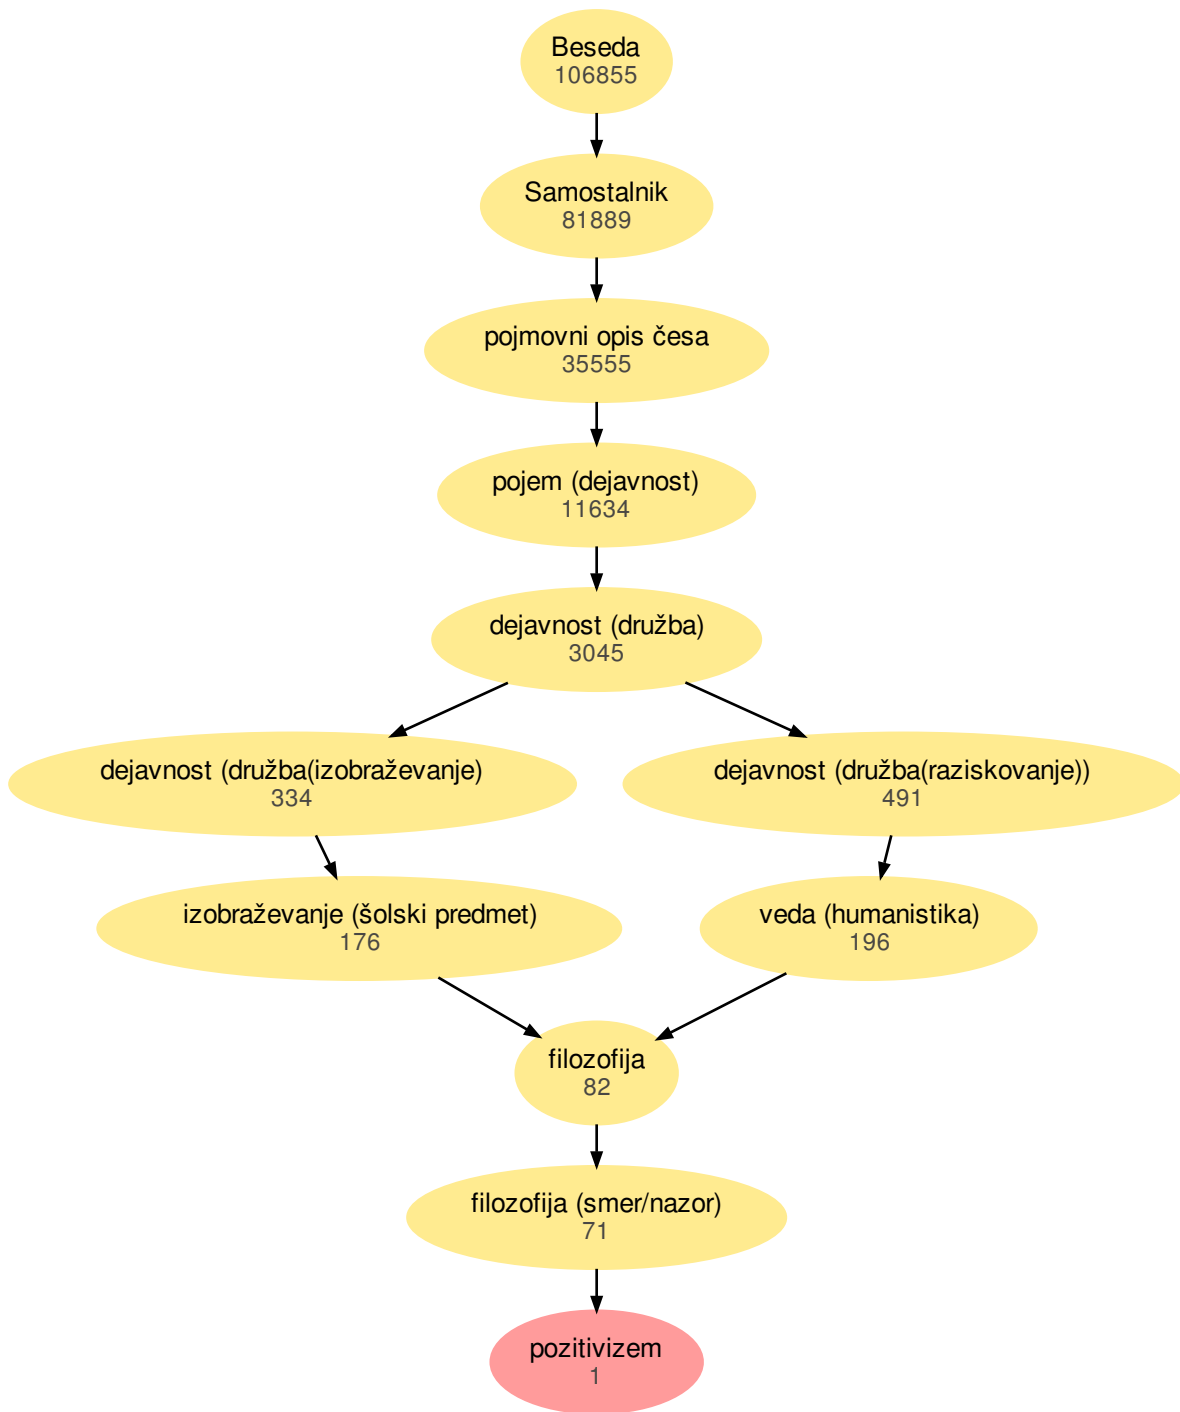 Beseda
106855
Samostalnik
81889
pojmovni opis česa
35555
pojem (dejavnost)
11634
dejavnost (družba)
3045
dejavnost (družba(izobraževanje)
334
dejavnost (družba(raziskovanje))
491
izobraževanje (šolski predmet)
176
veda (humanistika)
196
filozofija
82
filozofija (smer/nazor)
71
pozitivizem
1